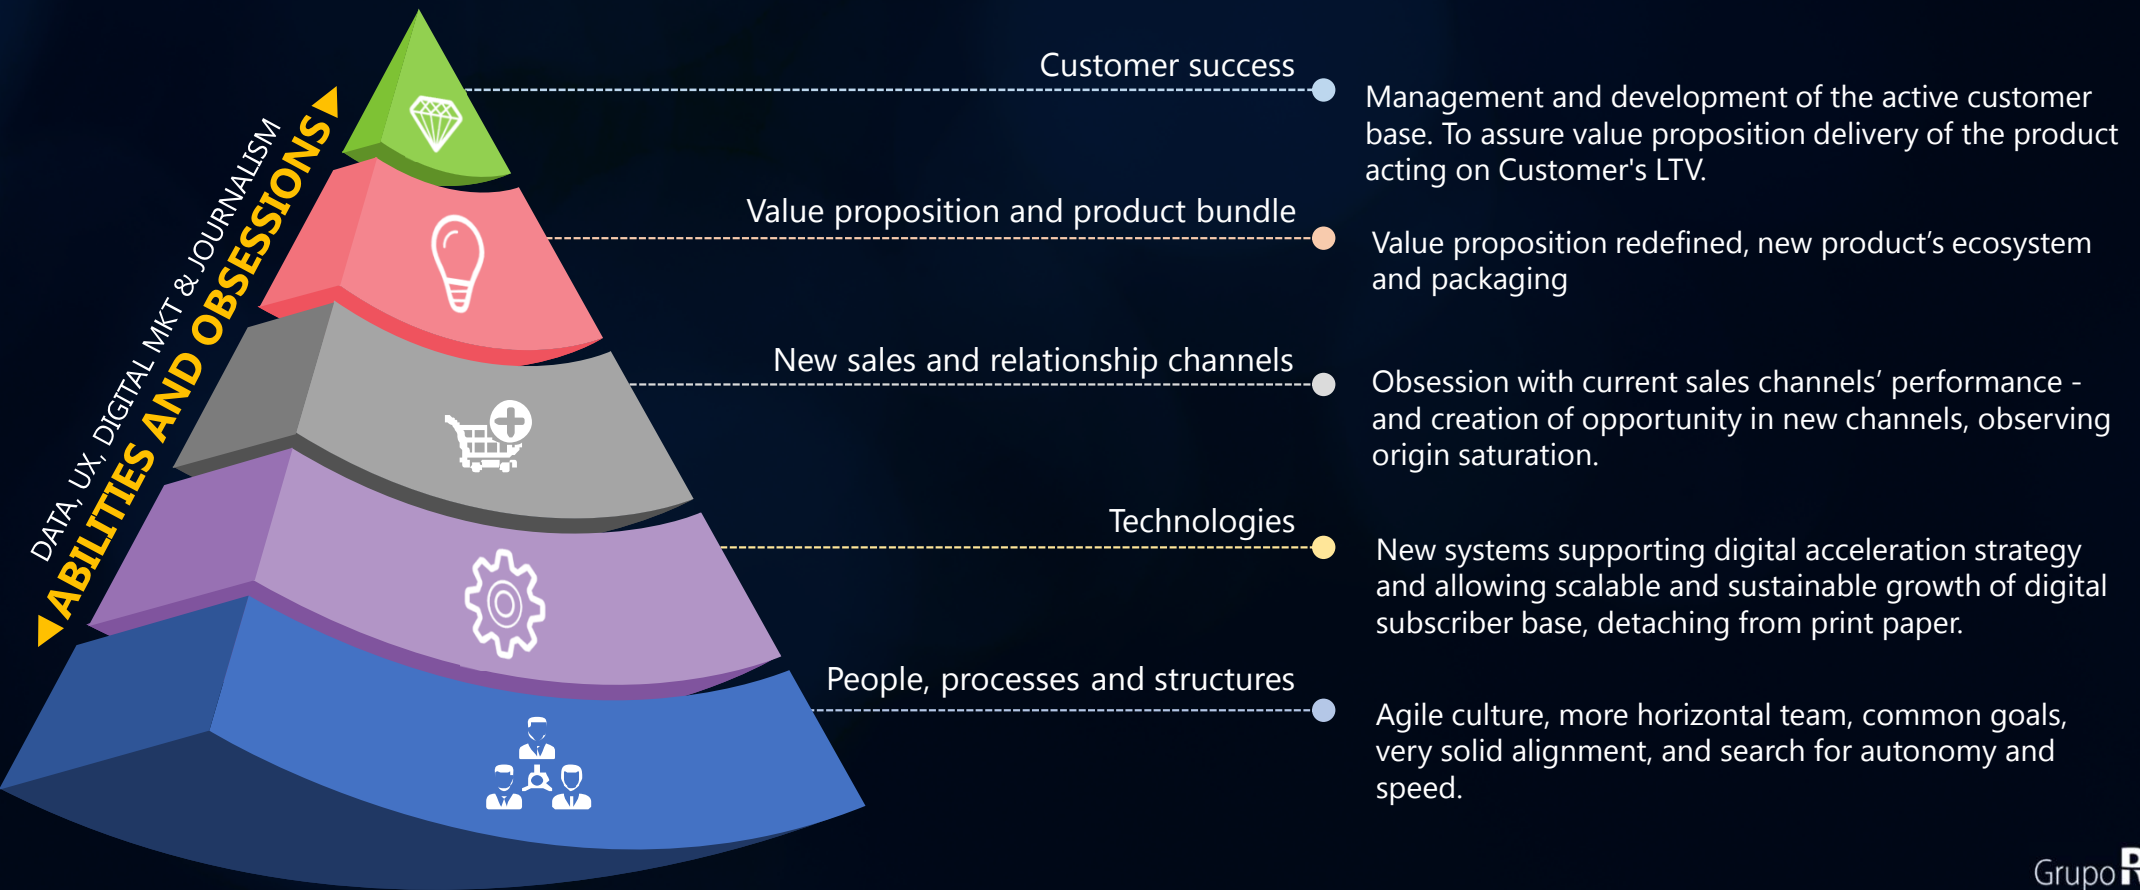 DATA, UX, DIGITAL MKT & JOURNALISM
ABILITIES AND OBSESSIONS
Customer success
Management and development of the active customer
base. To assure value proposition delivery of the product
acting on Customer's LTV.
Value proposition and product bundle
Value proposition redefined, new product’s ecosystem
and packaging
New sales and relationship channels
Obsession with current sales channels’ performance -
and creation of opportunity in new channels, observing
origin saturation.
Technologies
New systems supporting digital acceleration strategy
and allowing scalable and sustainable growth of digital
subscriber base, detaching from print paper.
People, processes and structures
Agile culture, more horizontal team, common goals,
very solid alignment, and search for autonomy and
speed.
Grupo